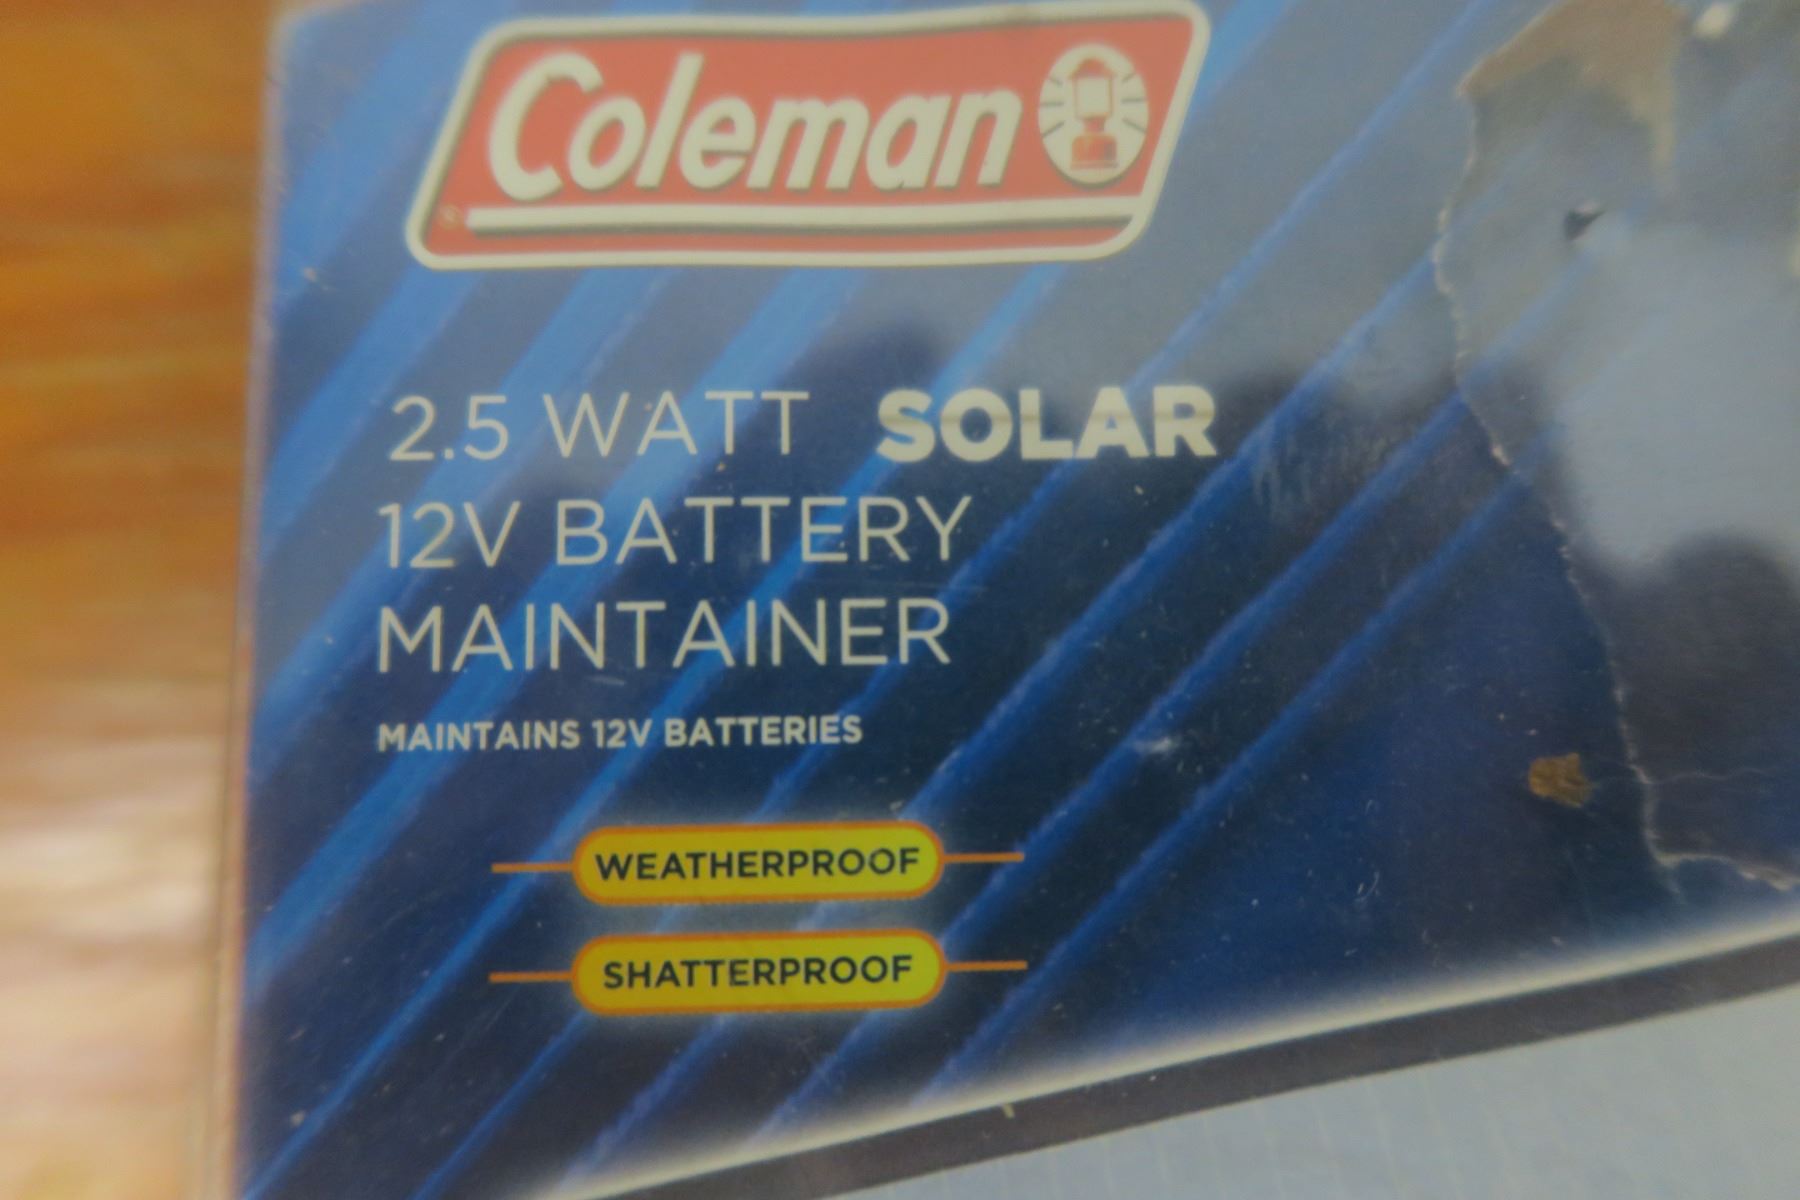 Coleman
2.5 WATT SOLAR
12V BATTERY
MAINTAINER
MAINTAINS 12V BATTERIES
WEATHERPROOF
SHATTERPROOF